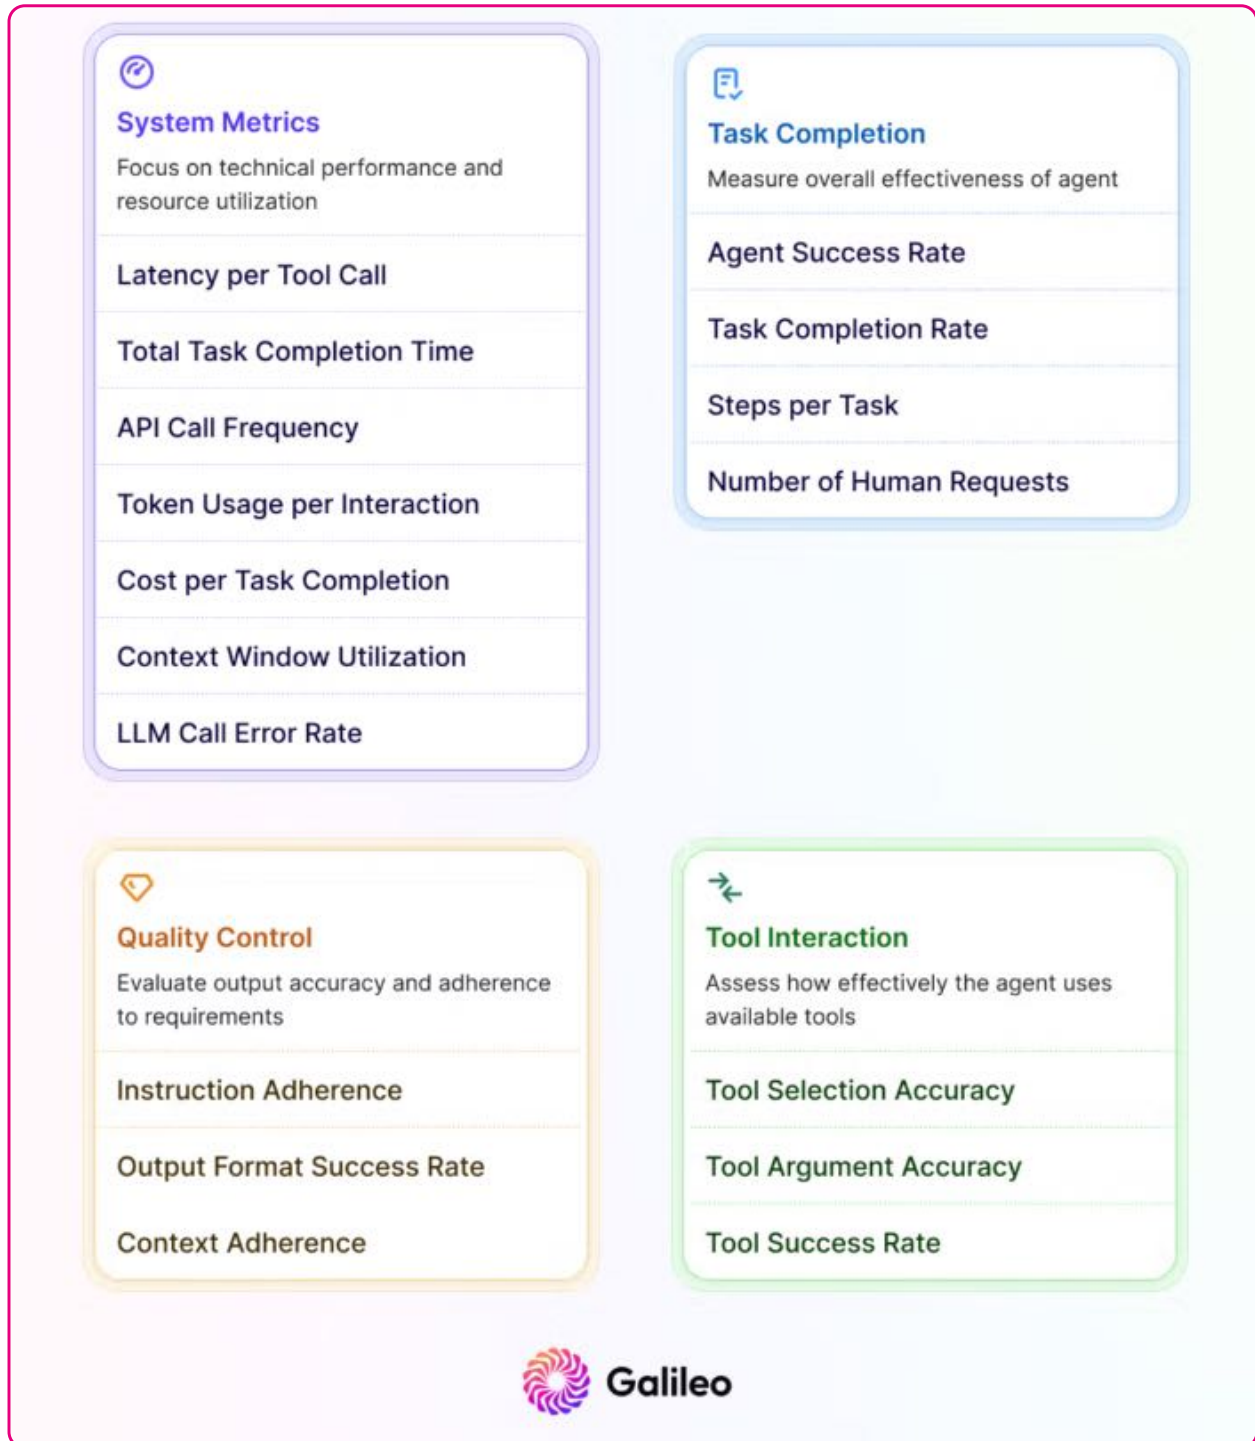 System Metrics
Focus on technical performance and
resource utilization
Latency per Tool Call
Total Task Completion Time
API Call Frequency
Token Usage per Interaction
Cost per Task Completion
Context Window Utilization
LLM Call Error Rate
Task Completion
Measure overall effectiveness of agent
Agent Success Rate
Task Completion Rate
Steps per Task
Number of Human Requests
Quality Control
Evaluate output accuracy and adherence
to requirements
Instruction Adherence
Output Format Success Rate
Context Adherence
Tool Interaction
Assess how effectively the agent uses
available tools
Tool Selection Accuracy
Tool Argument Accuracy
Tool Success Rate
Galileo